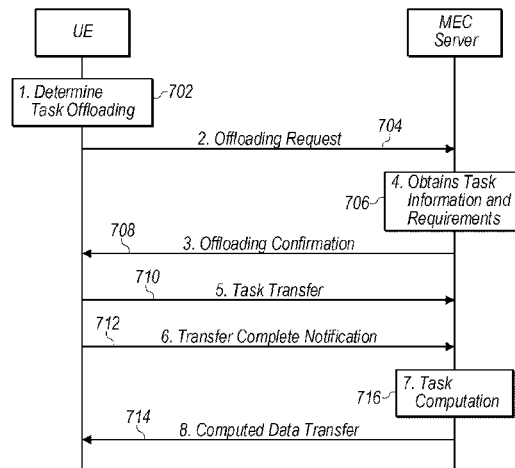 UE
MEC
Server
1. Determine
Task Offloading
702
2. Offloading Request
704
4. Obtains Task
Information and
Requirements
706
708
3. Offloading Confirmation
710
5. Task Transfer
712
6. Transfer Complete Notification
7. Task
Computation
716
714
8. Computed Data Transfer